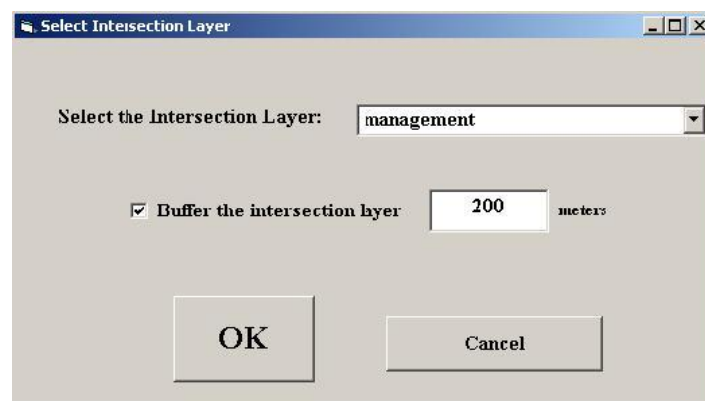 Select Intersection Layer
Select the Intersection Layer: management
Buffer the intersection layer 200 meters
OK Cancel